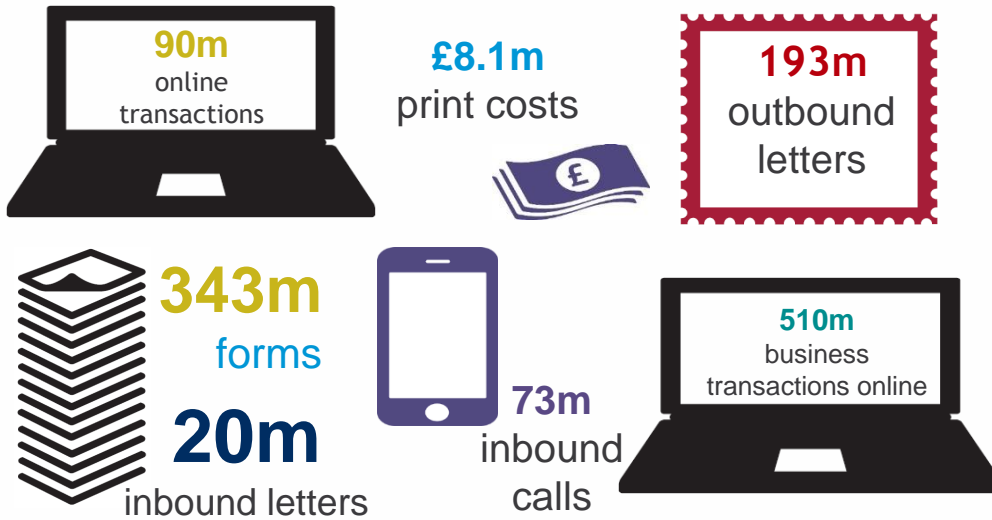 90m
online
transactions
£8.1m
print costs
£
193m
outbound
letters
343m
forms
20m
inbound letters
73m
inbound
calls
510m
business
transactions online